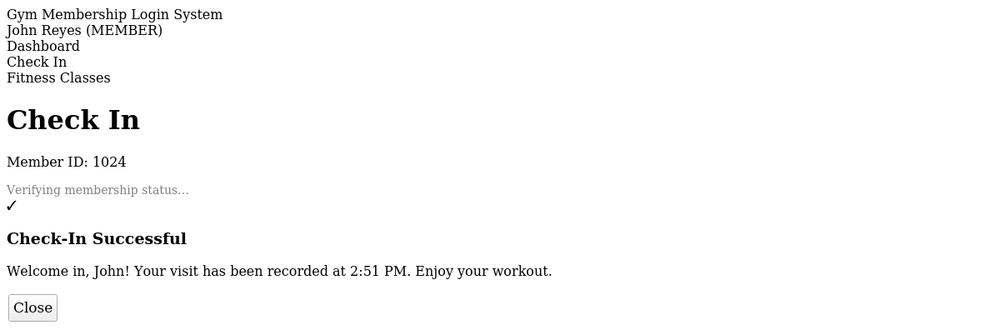 Gym Membership Login System
John Reyes (MEMBER)
Dashboard
Check In
Fitness Classes
Check In
Member ID: 1024
Verifying membership status...
✓
Check-In Successful
Welcome in, John! Your visit has been recorded at 2:51 PM. Enjoy your workout.
Close